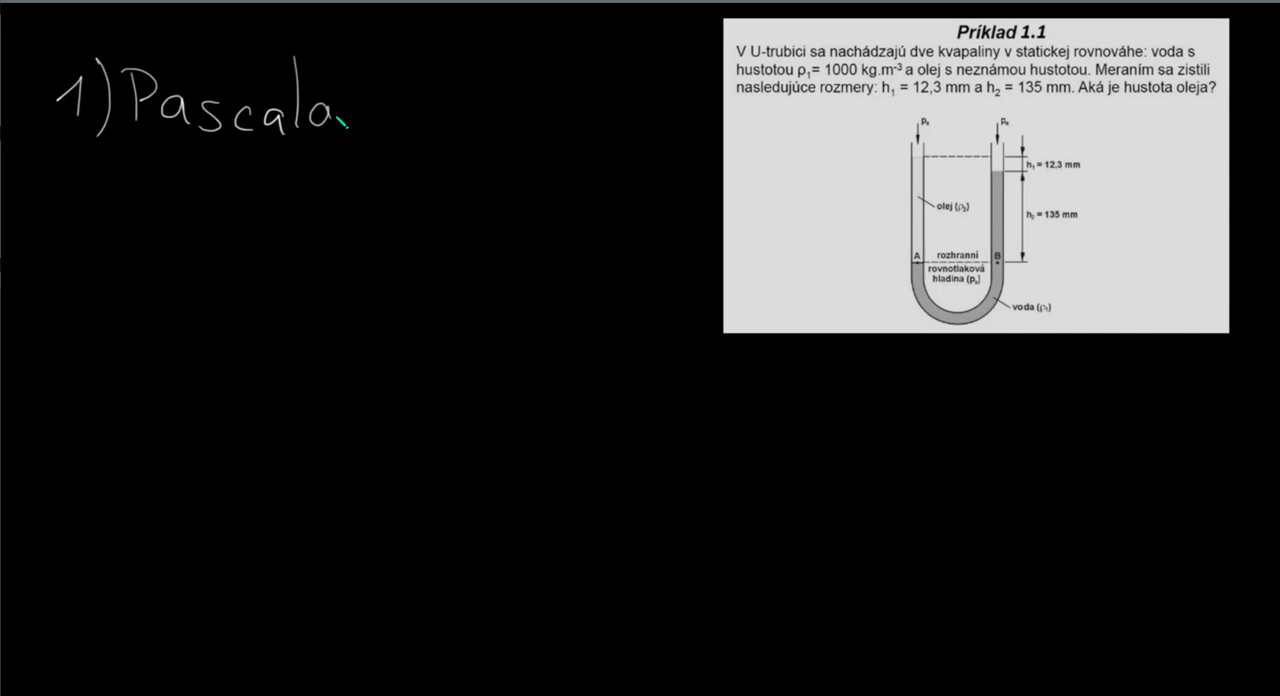 1) Pascala
Príklad 1.1
V U-trubici sa nachádzajú dve kvapaliny v statickej rovnováhe: voda s
hustotou ρ₁= 1000 kg.m⁻³ a olej s neznámou hustotou. Meraním sa zistili
nasledujúce rozmery: h₁ = 12,3 mm a h₂ = 135 mm. Aká je hustota oleja?
pₐ pₐ
h₁ = 12,3 mm
olej (ρ₂)
h₂ = 135 mm
A rozhranní B
rovnotlaková
hladina (pₐ)
voda (ρ₁)